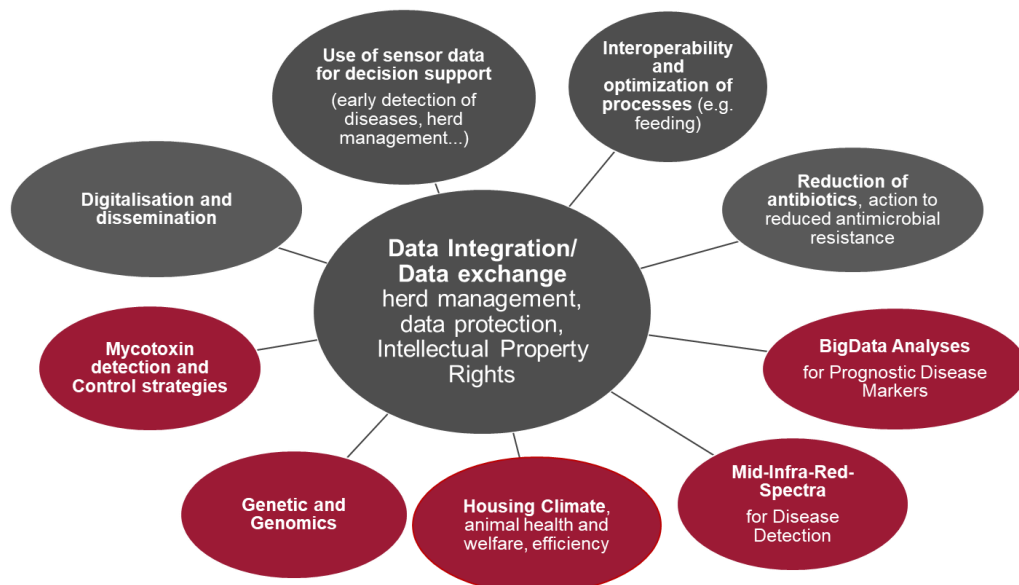 Use of sensor data
for decision support
(early detection of
diseases, herd
management...)
Interoperability
and
optimization of
processes (e.g.
feeding)
Digitalisation and
dissemination
Reduction of
antibiotics, action to
reduced antimicrobial
resistance
Data Integration/
Data exchange
herd management,
data protection,
Intellectual Property
Rights
Mycotoxin
detection and
Control strategies
BigData Analyses
for Prognostic Disease
Markers
Genetic and
Genomics
Housing Climate,
animal health and
welfare, efficiency
Mid-Infra-Red-
Spectra
for Disease
Detection